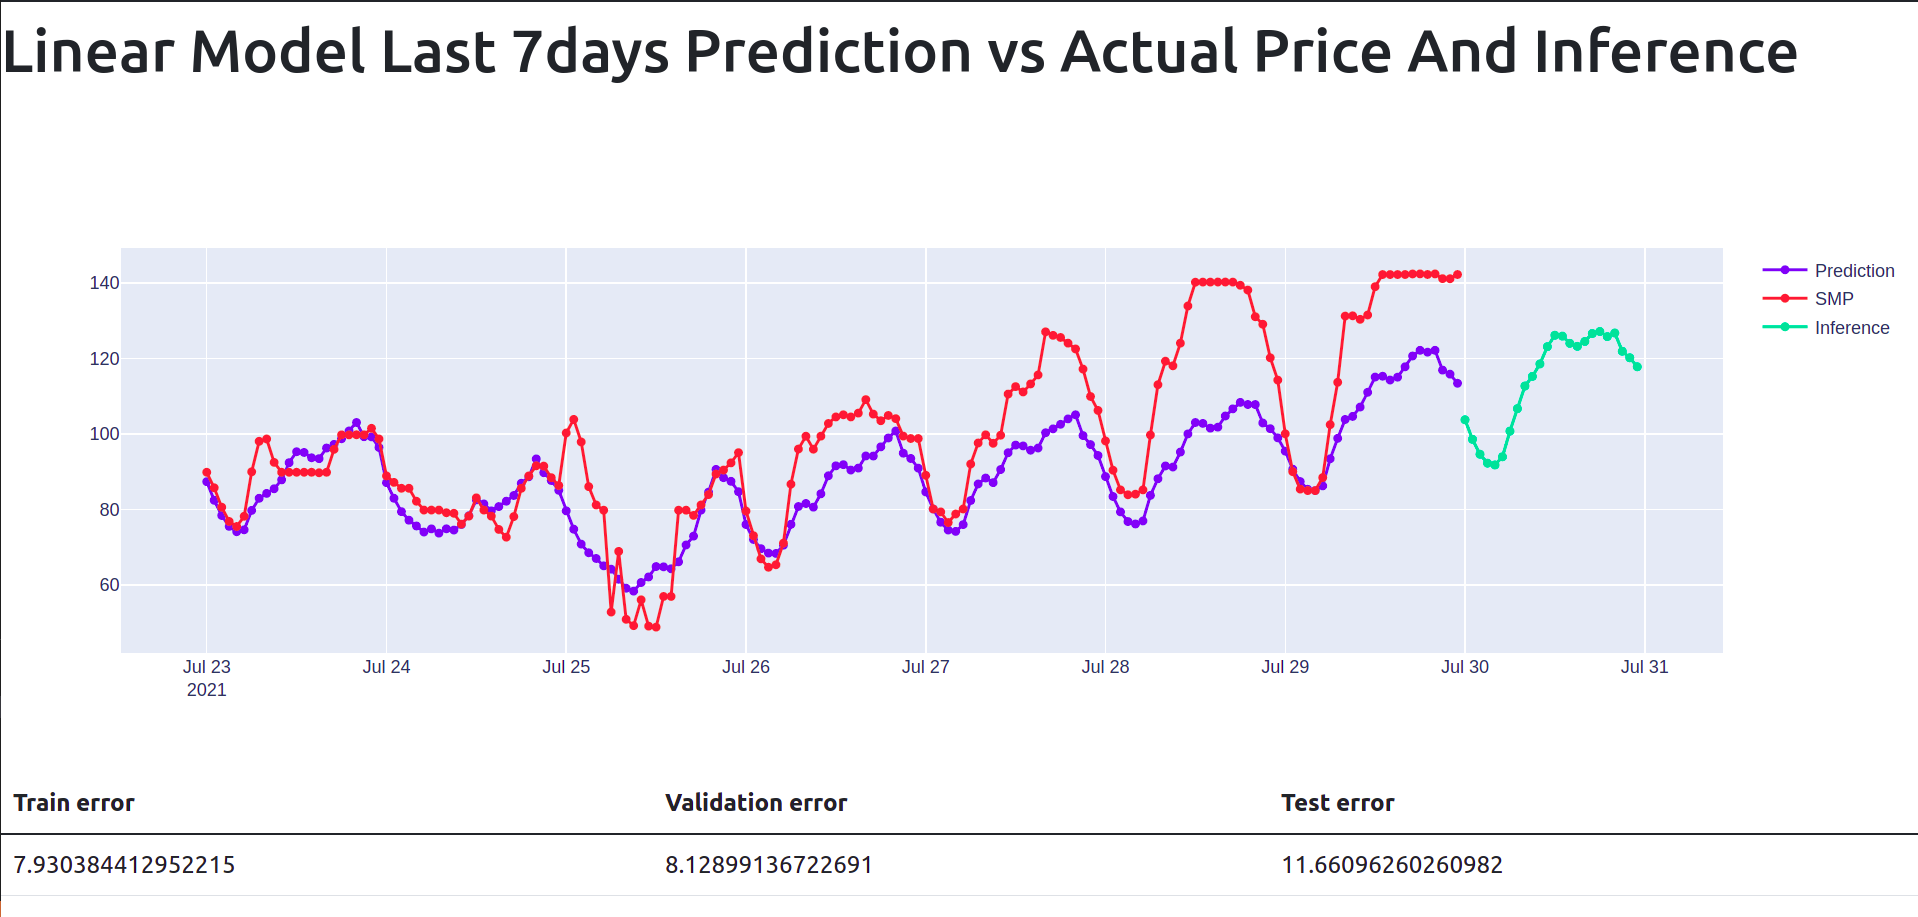 Linear Model Last 7days Prediction vs Actual Price And Inference
140
120
100
80
60
Jul 23
2021
Jul 24
Jul 25
Jul 26
Jul 27
Jul 28
Jul 29
Jul 30
Jul 31
Prediction
SMP
Inference
Train error Validation error Test error
7.930384412952215 8.12899136722691 11.66096260260982